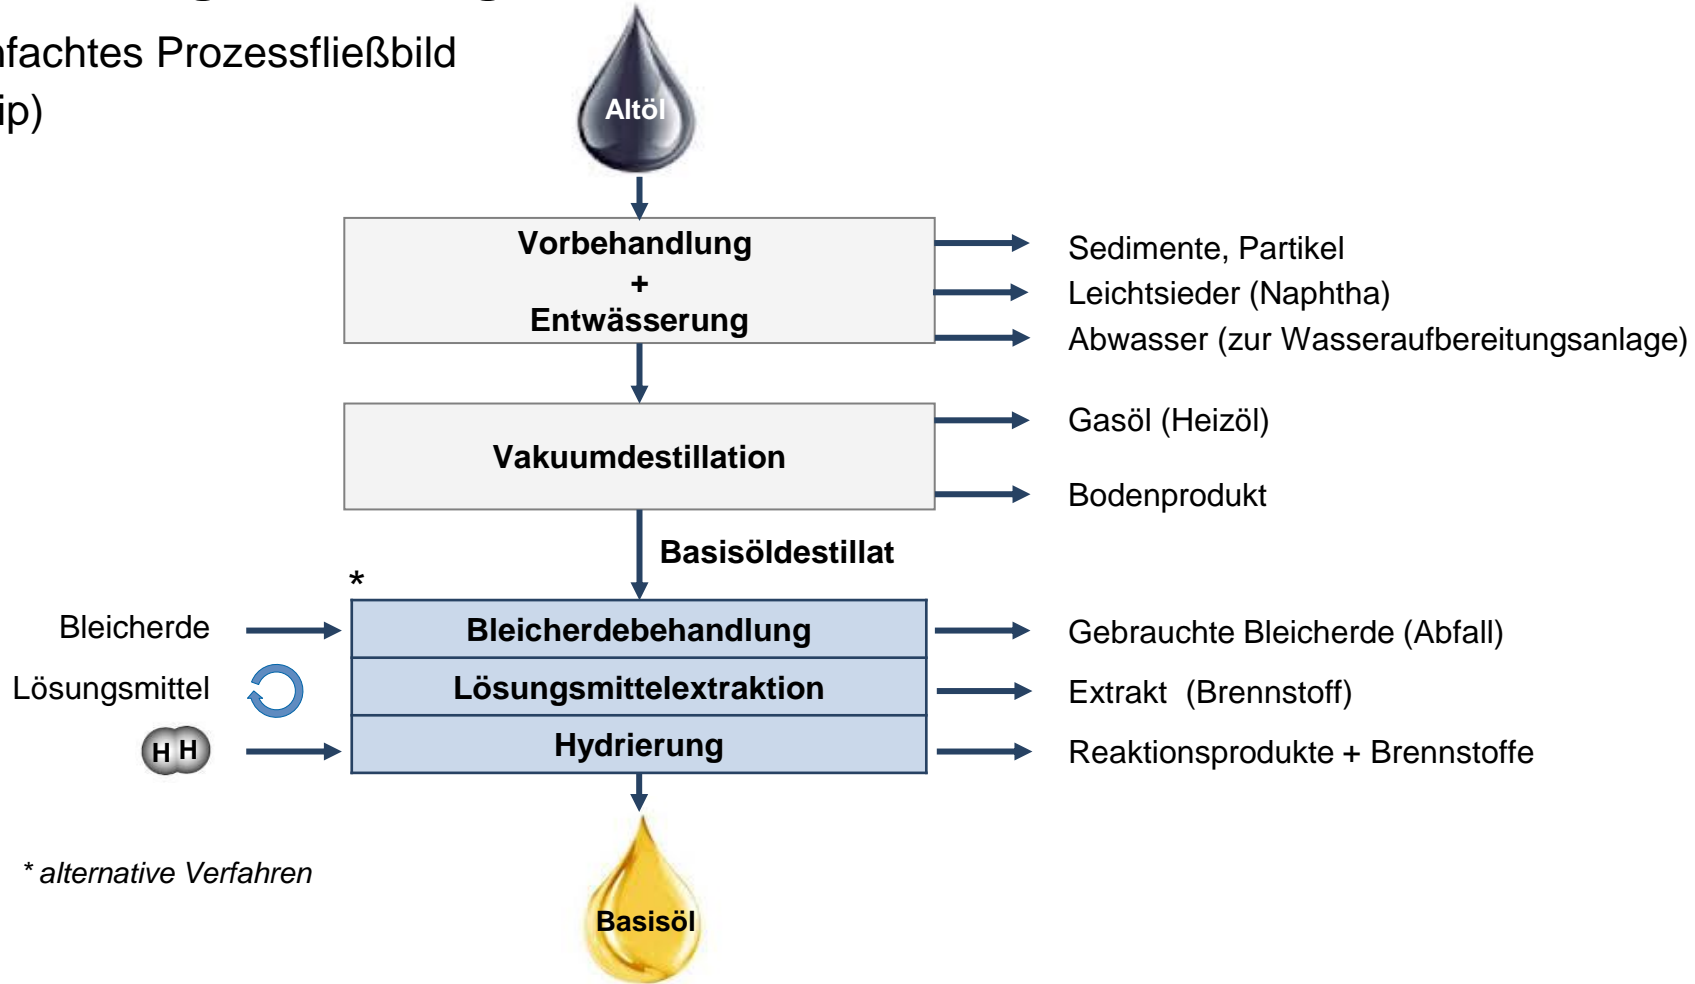 nfachtes Prozessfließbild
ip)
Altöl
Vorbehandlung
+
Entwässerung
Sedimente, Partikel
Leichtsieder (Naphtha)
Abwasser (zur Wasseraufbereitungsanlage)
Vakuumdestillation
Gasöl (Heizöl)
Bodenprodukt
Basisöldestillat
*
Bleicherde
Bleicherdebehandlung
Gebrauchte Bleicherde (Abfall)
Lösungsmittel
Lösungsmittelextraktion
Extrakt (Brennstoff)
H H
Hydrierung
Reaktionsprodukte + Brennstoffe
* alternative Verfahren
Basisöl